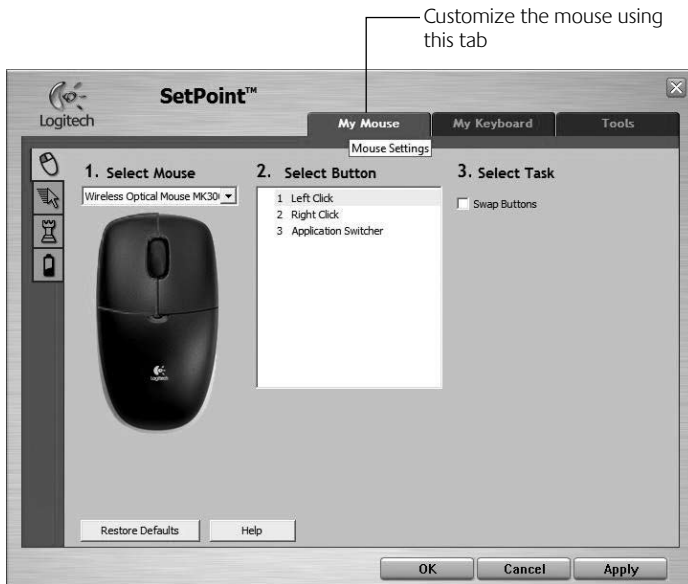 Customize the mouse using
this tab
Logitech
SetPoint™
My Mouse
My Keyboard
Tools
Mouse Settings
1. Select Mouse
2. Select Button
3. Select Task
Wireless Optical Mouse MK30
1 Left Click
2 Right Click
3 Application Switcher
Swap Buttons
Logitech
Restore Defaults
Help
OK
Cancel
Apply